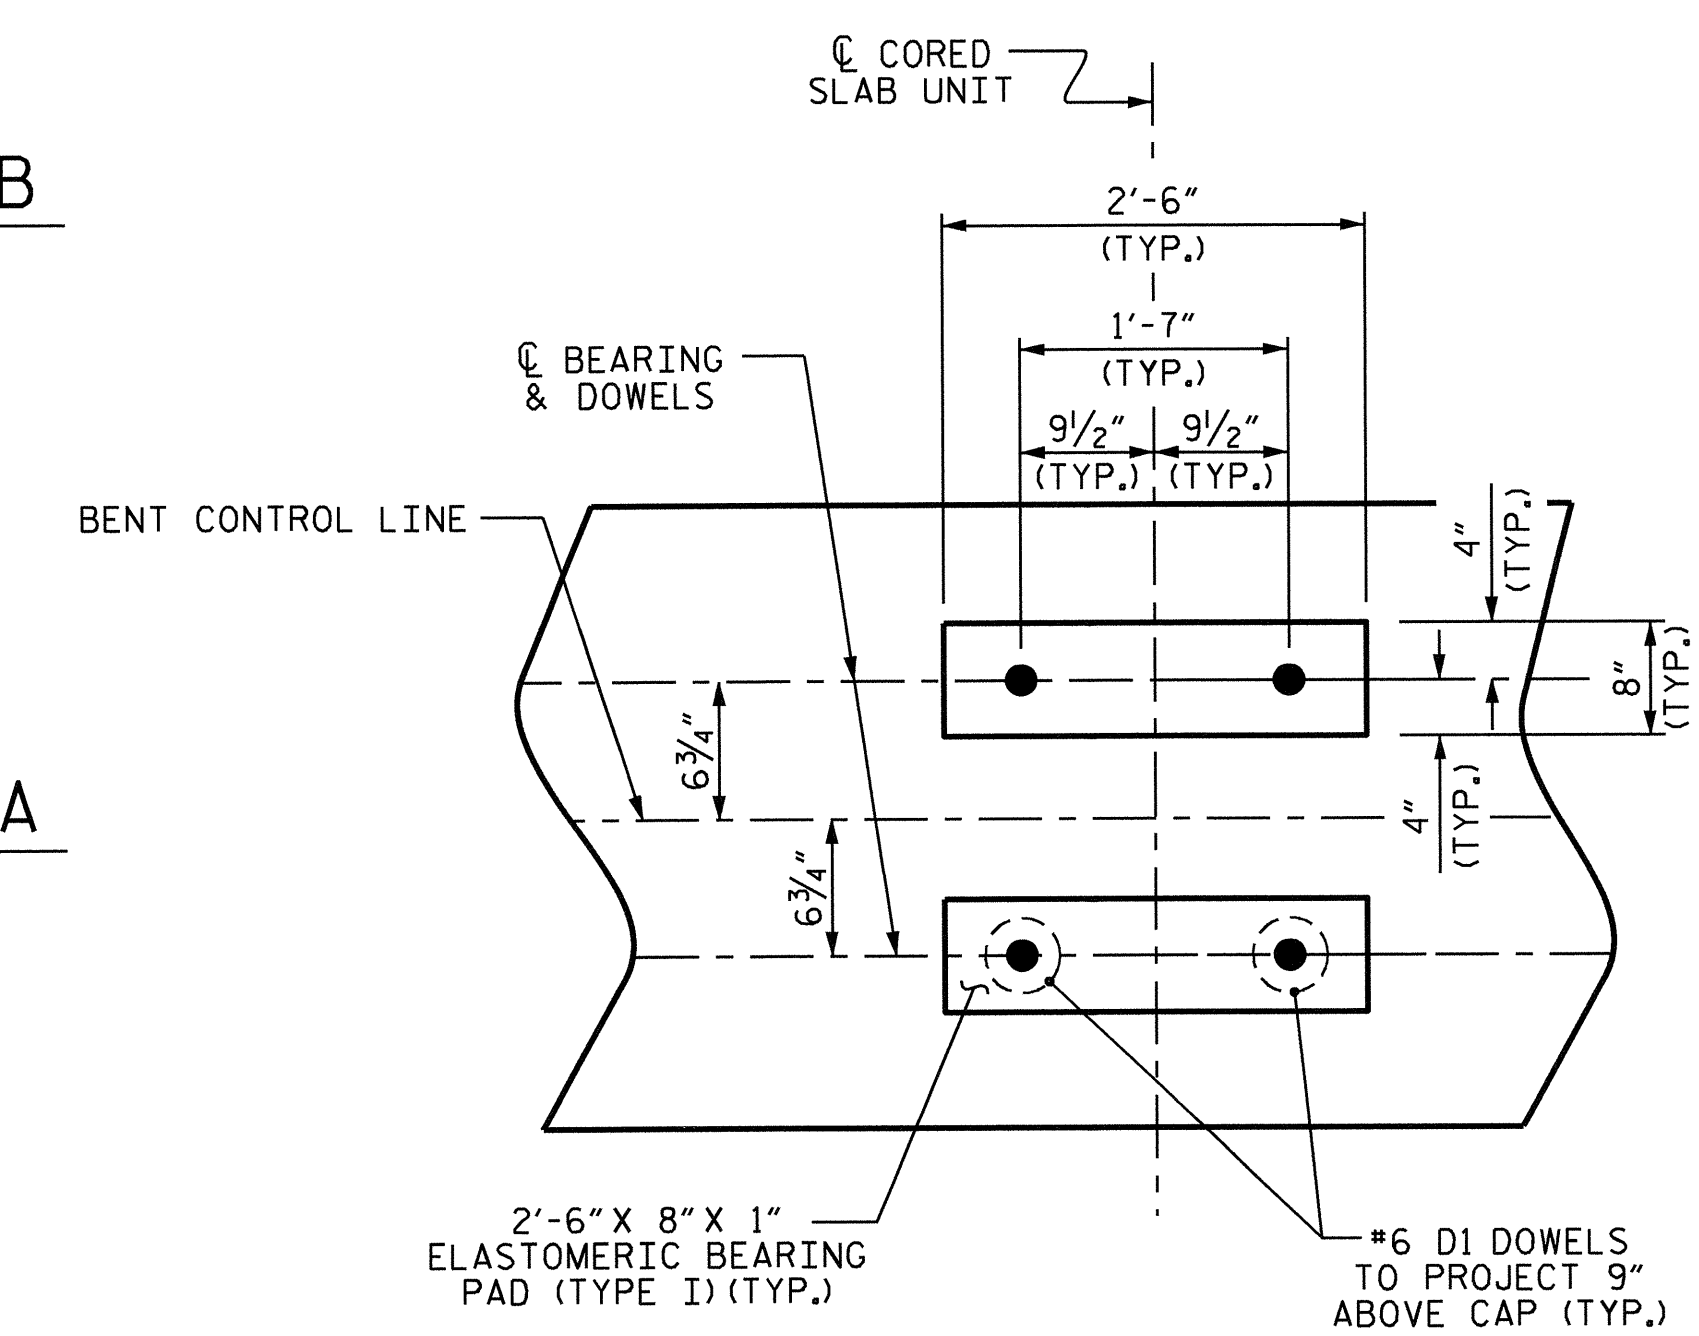 ℄ CORED
SLAB UNIT
B
2'-6"
(TYP.)
1'-7"
(TYP.)
℄ BEARING
& DOWELS
9½"
(TYP.)
9½"
(TYP.)
BENT CONTROL LINE
4"
(TYP.)
8"
(TYP.)
6¾"
4"
(TYP.)
A
6¾"
2'-6" X 8" X 1"
ELASTOMERIC BEARING
PAD (TYPE I) (TYP.)
#6 D1 DOWELS
TO PROJECT 9"
ABOVE CAP (TYP.)